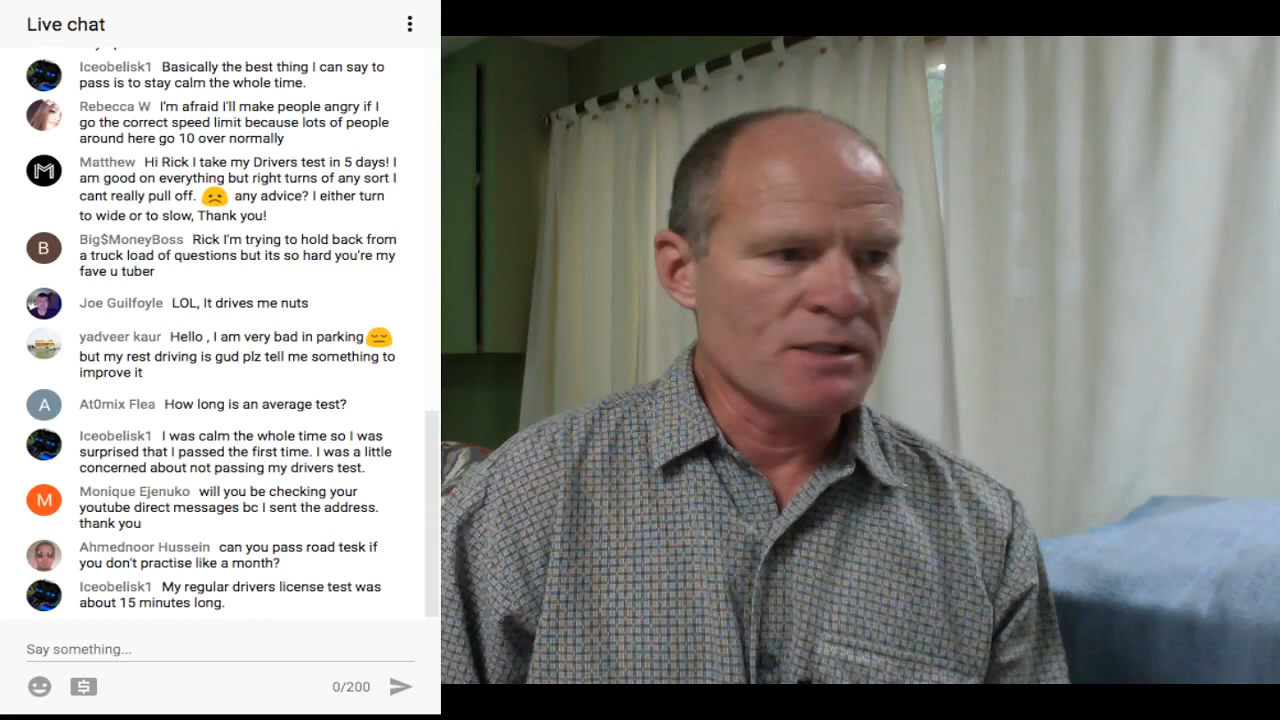 Live chat
Iceobelisk1 Basically the best thing I can say to
pass is to stay calm the whole time.
Rebecca W I'm afraid I'll make people angry if I
go the correct speed limit because lots of people
around here go 10 over normally
Matthew Hi Rick I take my Drivers test in 5 days! I
am good on everything but right turns of any sort I
cant really pull off. any advice? I either turn
to wide or to slow, Thank you!
B
Big$MoneyBoss Rick I'm trying to hold back from
a truck load of questions but its so hard you're my
fave u tuber
Joe Guilfoyle LOL, It drives me nuts
yadveer kaur Hello , I am very bad in parking
but my rest driving is gud plz tell me something to
improve it
A
At0mix Flea How long is an average test?
Iceobelisk1 I was calm the whole time so I was
surprised that I passed the first time. I was a little
concerned about not passing my drivers test.
M
Monique Ejenuko will you be checking your
youtube direct messages bc I sent the address.
thank you
Ahmednoor Hussein can you pass road tesk if
you don't practise like a month?
Iceobelisk1 My regular drivers license test was
about 15 minutes long.
Say something...
0/200